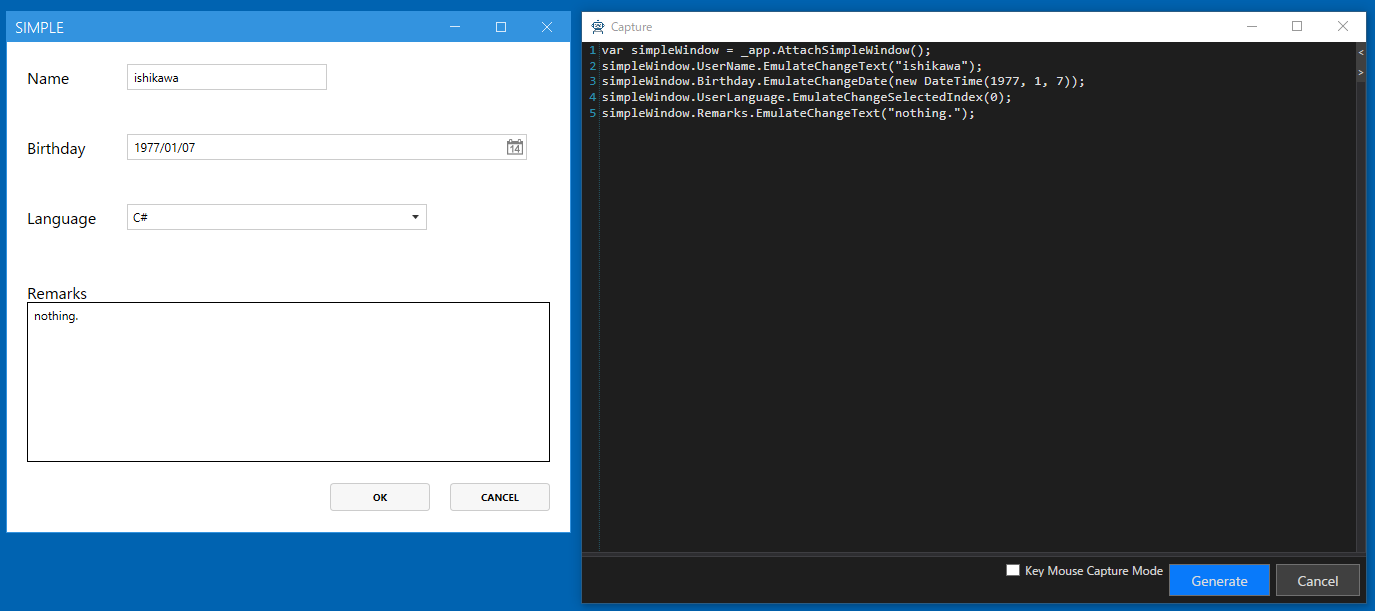 SIMPLE
Name
ishikawa
Birthday
1977/01/07
14
Language
C#
Remarks
nothing.
OK
CANCEL
Capture
1 var simpleWindow = _app.AttachSimpleWindow();
2 simpleWindow.UserName.EmulateChangeText("ishikawa");
3 simpleWindow.Birthday.EmulateChangeDate(new DateTime(1977, 1, 7));
4 simpleWindow.UserLanguage.EmulateChangeSelectedIndex(0);
5 simpleWindow.Remarks.EmulateChangeText("nothing.");
<
>
Key Mouse Capture Mode
Generate
Cancel